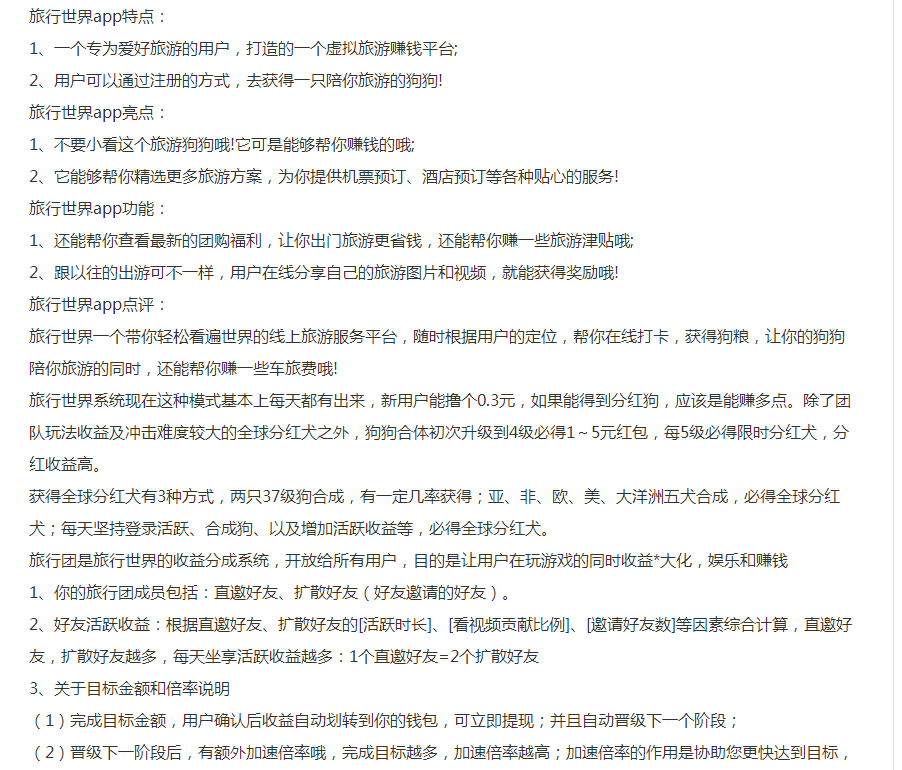 旅行世界app特点：
1、一个专为爱好旅游的用户，打造的一个虚拟旅游赚钱平台;
2、用户可以通过注册的方式，去获得一只陪你旅游的狗狗!
旅行世界app亮点：
1、不要小看这个旅游狗狗哦!它可是能够帮你赚钱的哦;
2、它能够帮你精选更多旅游方案，为你提供机票预订、酒店预订等各种贴心的服务!
旅行世界app功能：
1、还能帮你查看最新的团购福利，让你出门旅游更省钱，还能帮你赚一些旅游津贴哦;
2、跟以往的出游可不一样，用户在线分享自己的旅游图片和视频，就能获得奖励哦!
旅行世界app点评：
旅行世界一个带你轻松看遍世界的线上旅游服务平台，随时根据用户的定位，帮你在线打卡，获得狗粮，让你的狗狗
陪你旅游的同时，还能帮你赚一些车旅费哦!
旅行世界系统现在这种模式基本上每天都有出来，新用户能撸个0.3元，如果能得到分红狗，应该是能赚多点。除了团
队玩法收益及冲击难度较大的全球分红犬之外，狗狗合体初次升级到4级必得1～5元红包，每5级必得限时分红犬，分
红收益高。
获得全球分红犬有3种方式，两只37级狗合成，有一定几率获得；亚、非、欧、美、大洋洲五犬合成，必得全球分红
犬；每天坚持登录活跃、合成狗、以及增加活跃收益等，必得全球分红犬。
旅行团是旅行世界的收益分成系统，开放给所有用户，目的是让用户在玩游戏的同时收益*大化，娱乐和赚钱
1、你的旅行团成员包括：直邀好友、扩散好友（好友邀请的好友）。
2、好友活跃收益：根据直邀好友、扩散好友的[活跃时长]、[看视频贡献比例]、[邀请好友数]等因素综合计算，直邀好
友，扩散好友越多，每天坐享活跃收益越多：1个直邀好友=2个扩散好友
3、关于目标金额和倍率说明
（1）完成目标金额，用户确认后收益自动划转到你的钱包，可立即提现；并且自动晋级下一个阶段；
（2）晋级下一阶段后，有额外加速倍率哦，完成目标越多，加速倍率越高；加速倍率的作用是协助您更快达到目标，